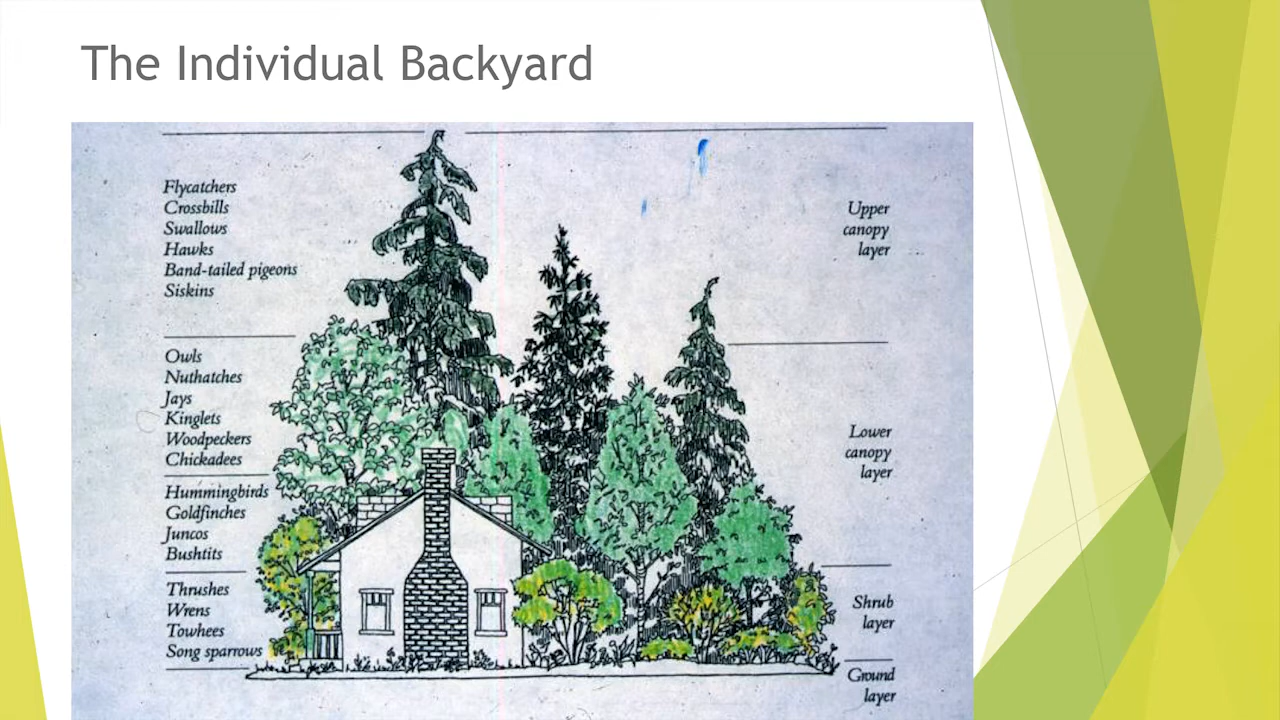 The Individual Backyard
Flycatchers
Crossbills
Swallows
Hawks
Band-tailed pigeons
Siskins
Owls
Nuthatches
Jays
Kinglets
Woodpeckers
Chickadees
Hummingbirds
Goldfinches
Juncos
Bushtits
Thrushes
Wrens
Towhees
Song sparrows
Upper
canopy
layer
Lower
canopy
layer
Shrub
layer
Ground
layer